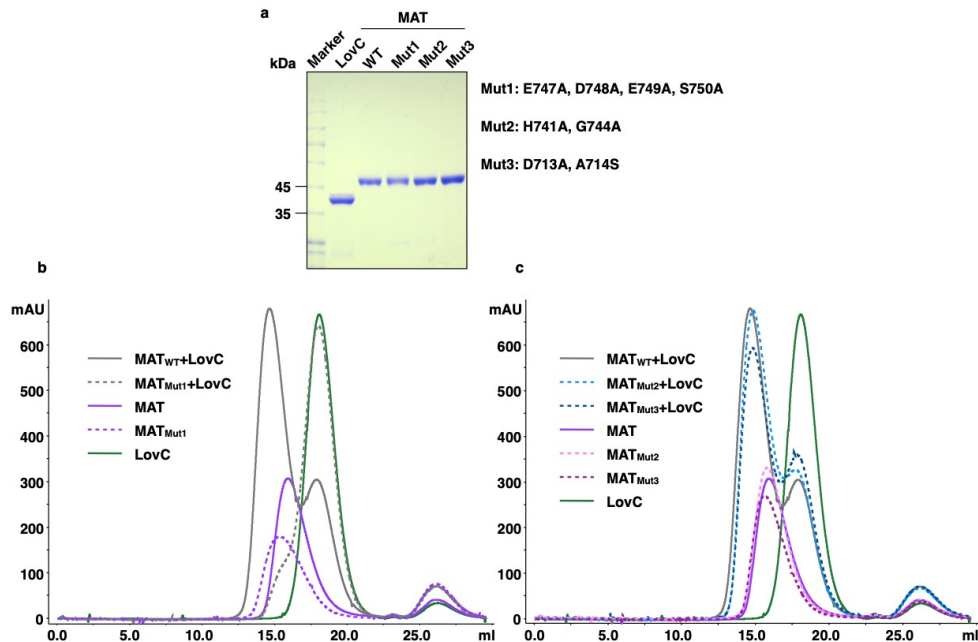 a
MAT
Marker LovC WT Mut1 Mut2 Mut3
kDa
45
35
Mut1: E747A, D748A, E749A, S750A
Mut2: H741A, G744A
Mut3: D713A, A714S
b
mAU
600
500
400
300
200
100
0
0.0 5.0 10.0 15.0 20.0 25.0 ml
MATWT+LovC
MATMut1+LovC
MAT
MATMut1
LovC
c
mAU
600
500
400
300
200
100
0
0.0 5.0 10.0 15.0 20.0 25.0 ml
MATWT+LovC
MATMut2+LovC
MATMut3+LovC
MAT
MATMut2
MATMut3
LovC